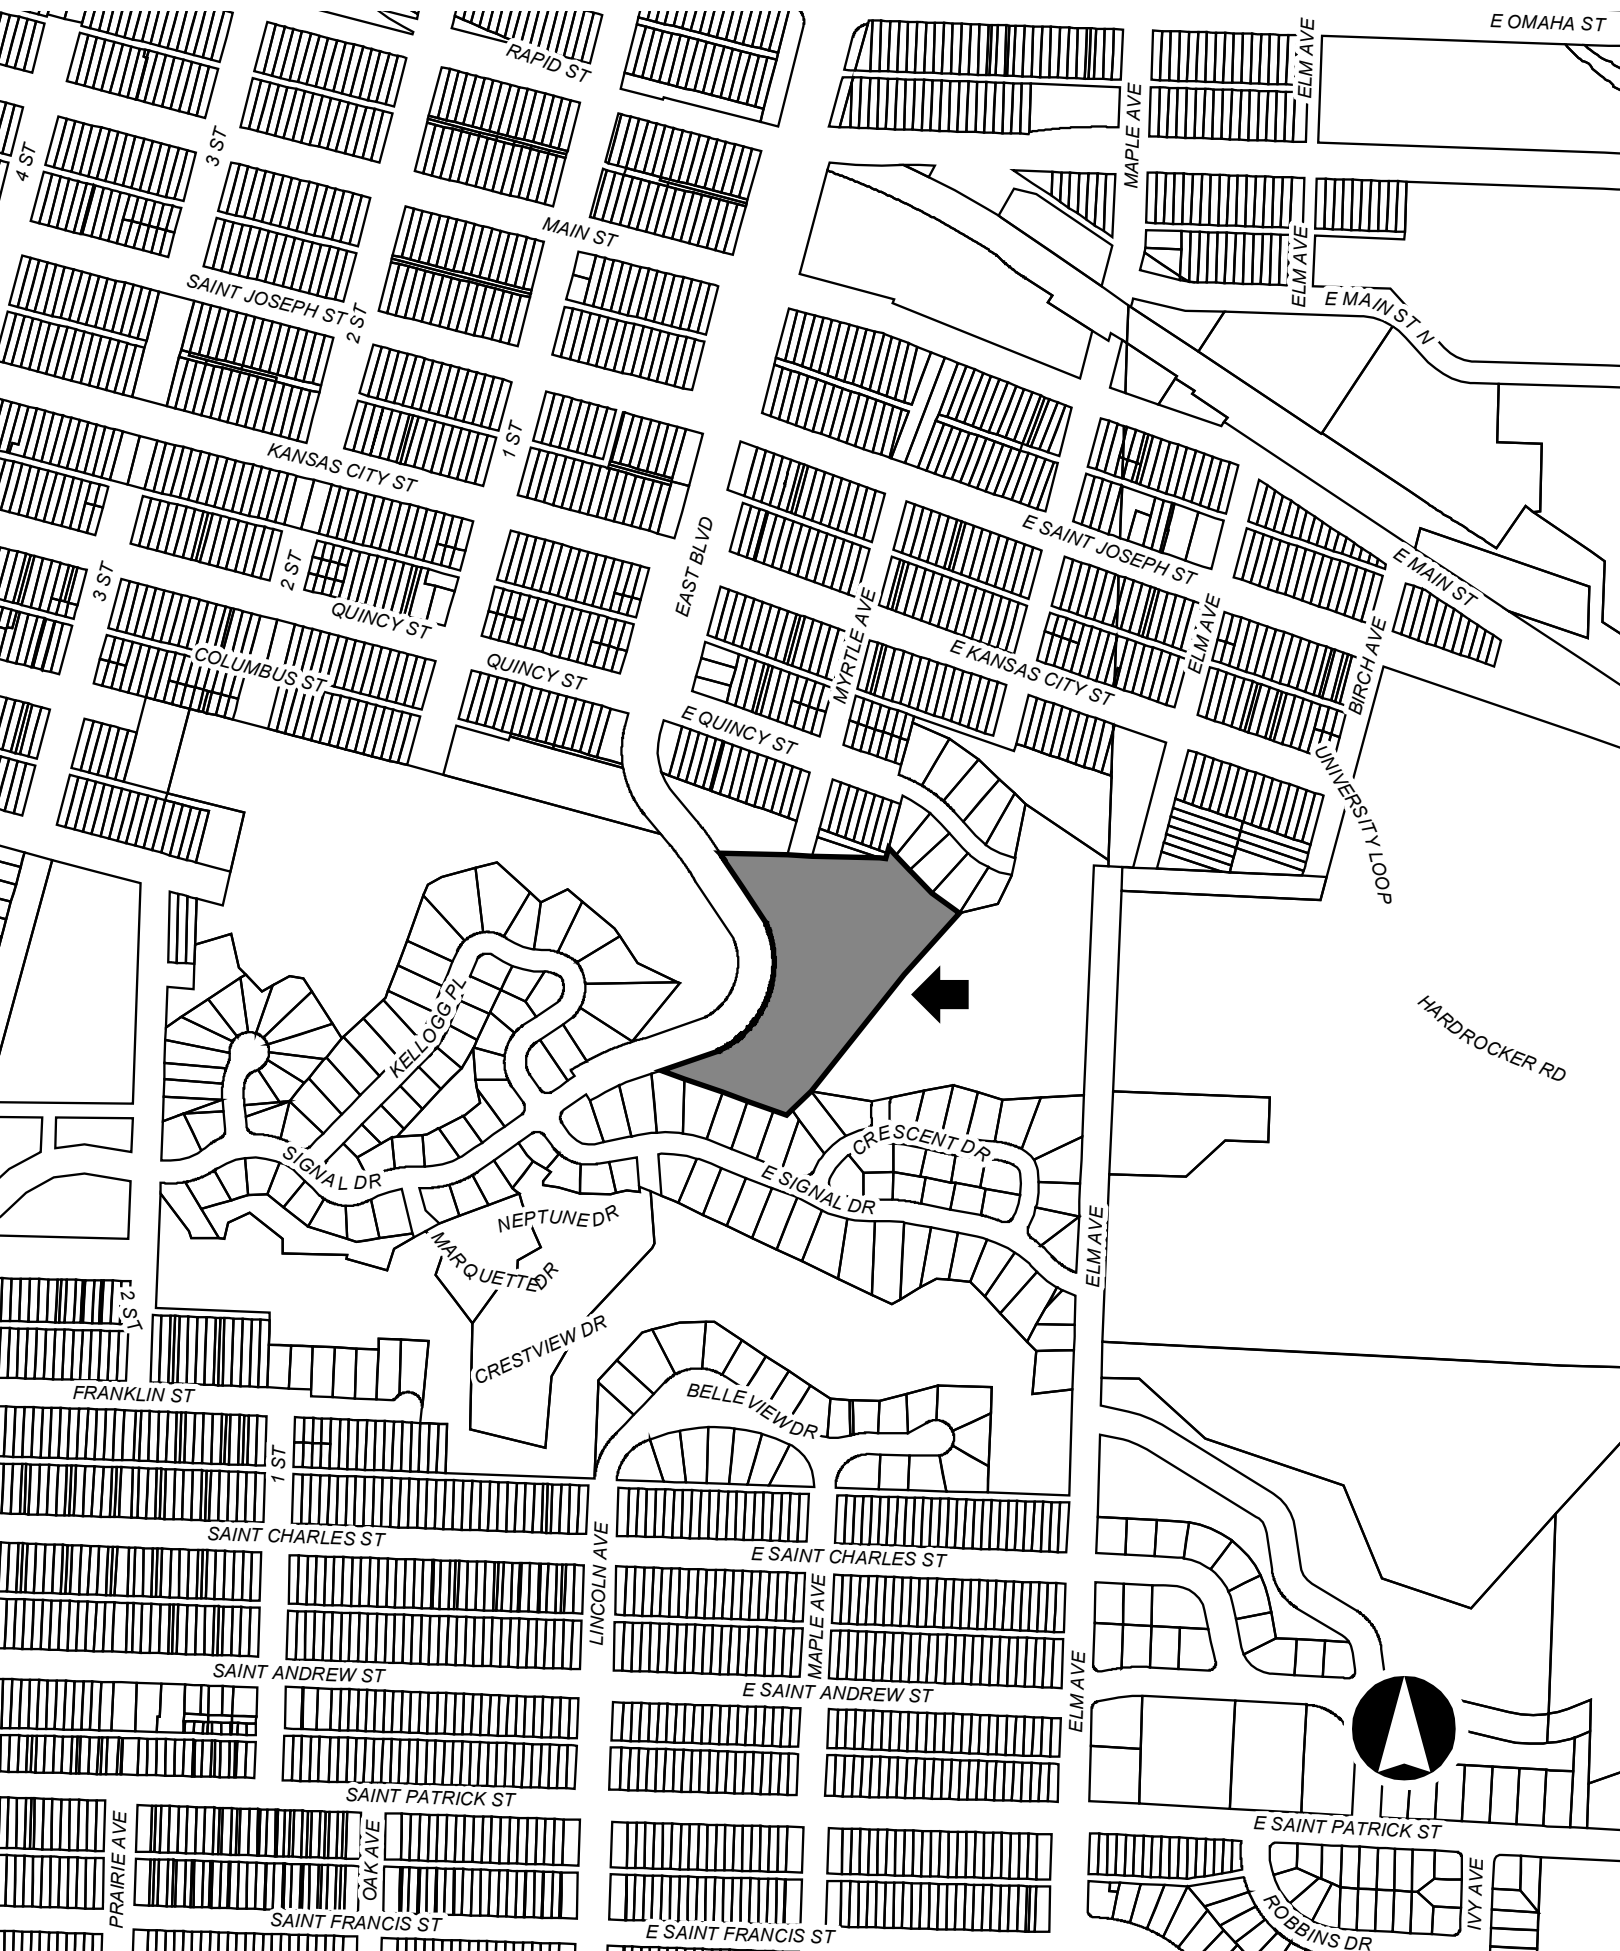 E OMAHA ST
RAPID ST
ELM AVE
MAPLE AVE
3 ST
4 ST
MAIN ST
ELM AVE
SAINT JOSEPH ST
2 ST
E MAIN ST N
1 ST
KANSAS CITY ST
E SAINT JOSEPH ST
EAST BLVD
E MAIN ST
3 ST
2 ST
QUINCY ST
MYRTLE AVE
ELM AVE
BIRCH AVE
COLUMBUS ST
QUINCY ST
E KANSAS CITY ST
E QUINCY ST
UNIVERSITY LOOP
KELLOGG PL
HARDROCKER RD
CRESCENT DR
SIGNAL DR
E SIGNAL DR
NEPTUNE DR
ELM AVE
MARQUETTE DR
2 ST
CRESTVIEW DR
FRANKLIN ST
BELLEVIEW DR
1 ST
SAINT CHARLES ST
LINCOLN AVE
E SAINT CHARLES ST
MAPLE AVE
SAINT ANDREW ST
E SAINT ANDREW ST
ELM AVE
SAINT PATRICK ST
E SAINT PATRICK ST
PRAIRIE AVE
OAK AVE
IVY AVE
SAINT FRANCIS ST
E SAINT FRANCIS ST
ROBBINS DR